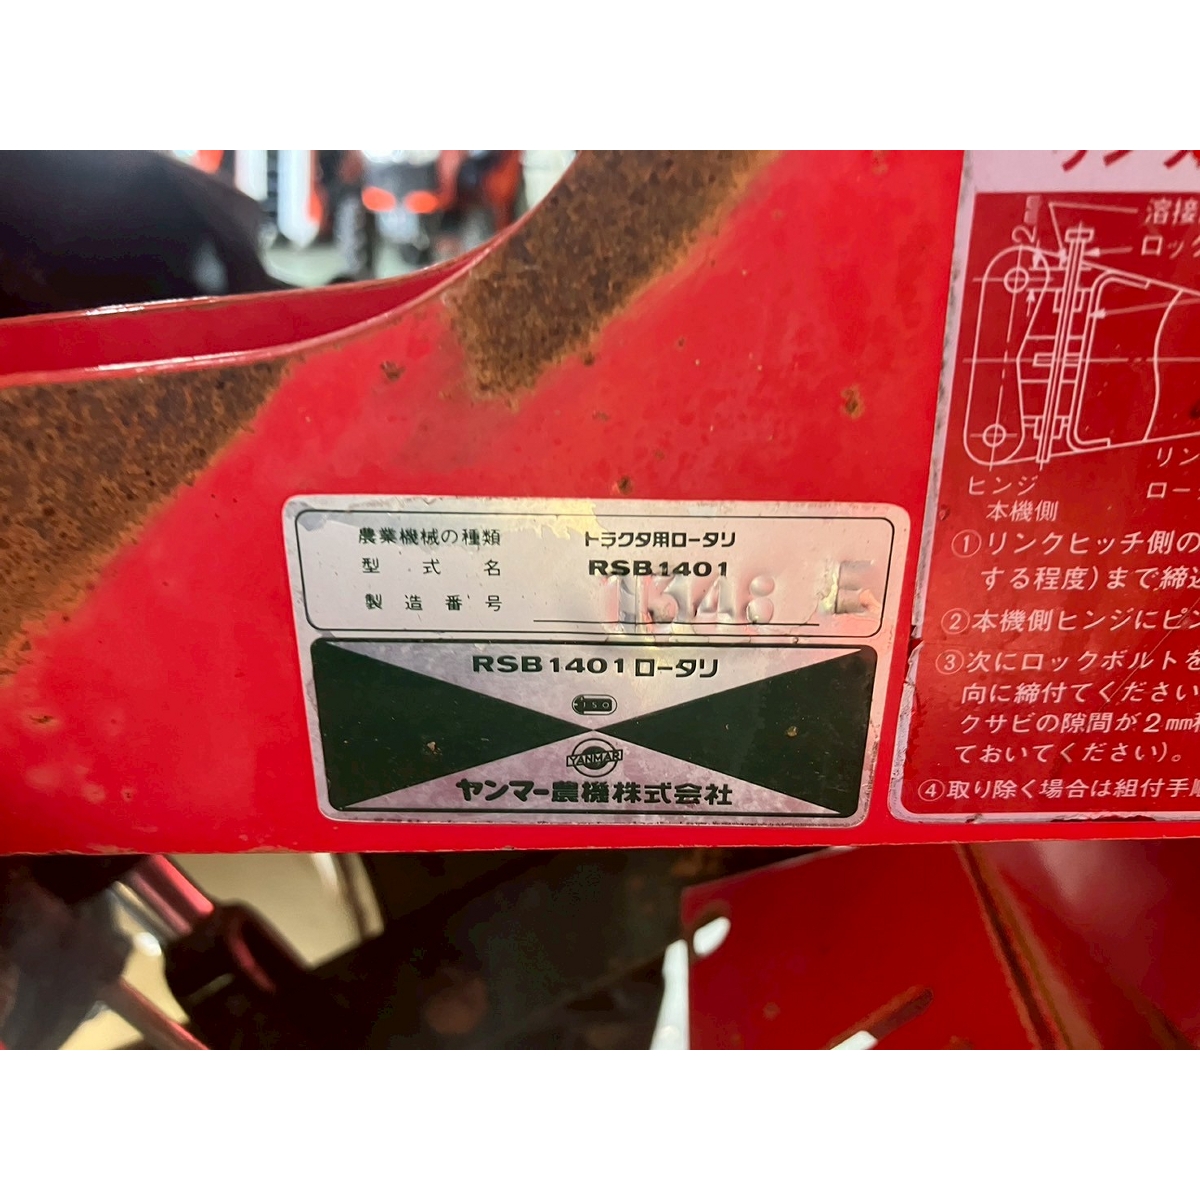 農業機械の種類 トラクタ用ロータリ
型式名 RSB1401
製造番号
RSB1401ロータリ
ISO
YANMAR
ヤンマー農機株式会社
2mm
溶接
ロック
ヒンジ
本機側
リン
ロー
①リンクヒッチ側の
する程度)まで締込
②本機側ヒンジにピン
③次にロックボルトを
向に締付てください
クサビの隙間が2mm程
ておいてください)。
④取り除く場合は組付手順